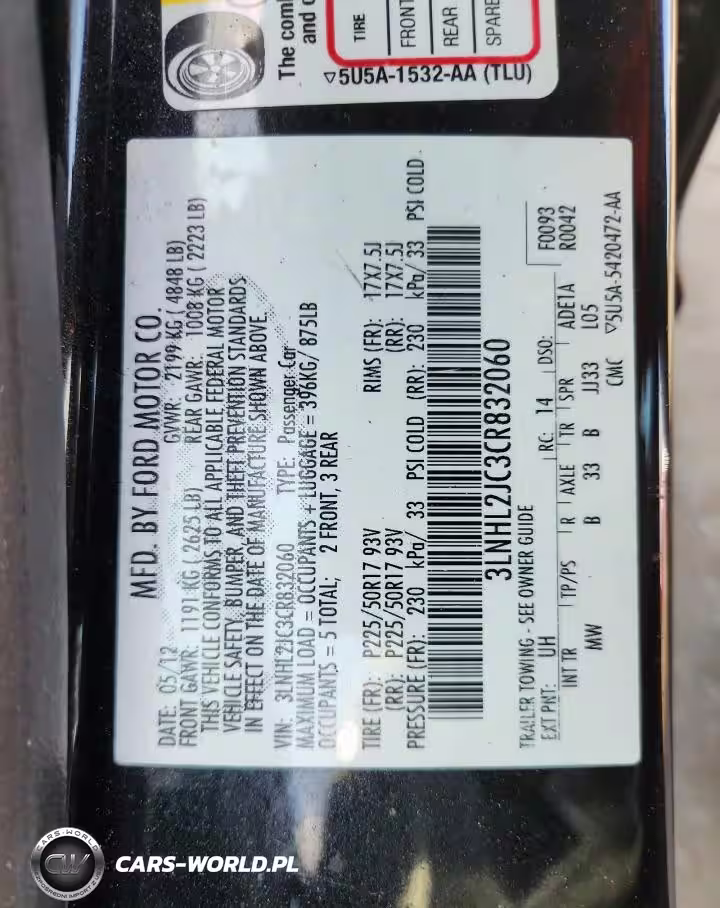 The com
and c
TIRE
FRONT
REAR
SPARE
▽5U5A-1532-AA (TLU)
MFD. BY FORD MOTOR CO.
DATE: 05/12 GVWR: 2199 KG ( 4848 LB)
FRONT GAWR: 1191 KG ( 2625 LB) REAR GAWR: 1008 KG ( 2223 LB)
THIS VEHICLE CONFORMS TO ALL APPLICABLE FEDERAL MOTOR
VEHICLE SAFETY, BUMPER, AND THEFT PREVENTION STANDARDS
IN EFFECT ON THE DATE OF MANUFACTURE SHOWN ABOVE.
VIN: 3LNHL2JC3CR832060 TYPE: Passenger Car
MAXIMUM LOAD = OCCUPANTS + LUGGAGE = 396KG/ 875LB
OCCUPANTS = 5 TOTAL; 2 FRONT, 3 REAR
TIRE (FR): P225/50R17 93V RIMS (FR): 17X7.5J
(RR): P225/50R17 93V (RR): 17X7.5J
PRESSURE (FR): 230 kPa/ 33 PSI COLD (RR): 230 kPa/ 33 PSI COLD
3LNHL2JC3CR832060
TRAILER TOWING - SEE OWNER GUIDE
EXT PNT: UH RC: 14 DSO: F0093
R0042
INT TR TP/PS R AXLE TR SPR ADE1A
MW B 33 B JJ33 L05
CMC ▽5U5A-5420472-AA
CARS-WORLD
CW
CARS-WORLD.PL